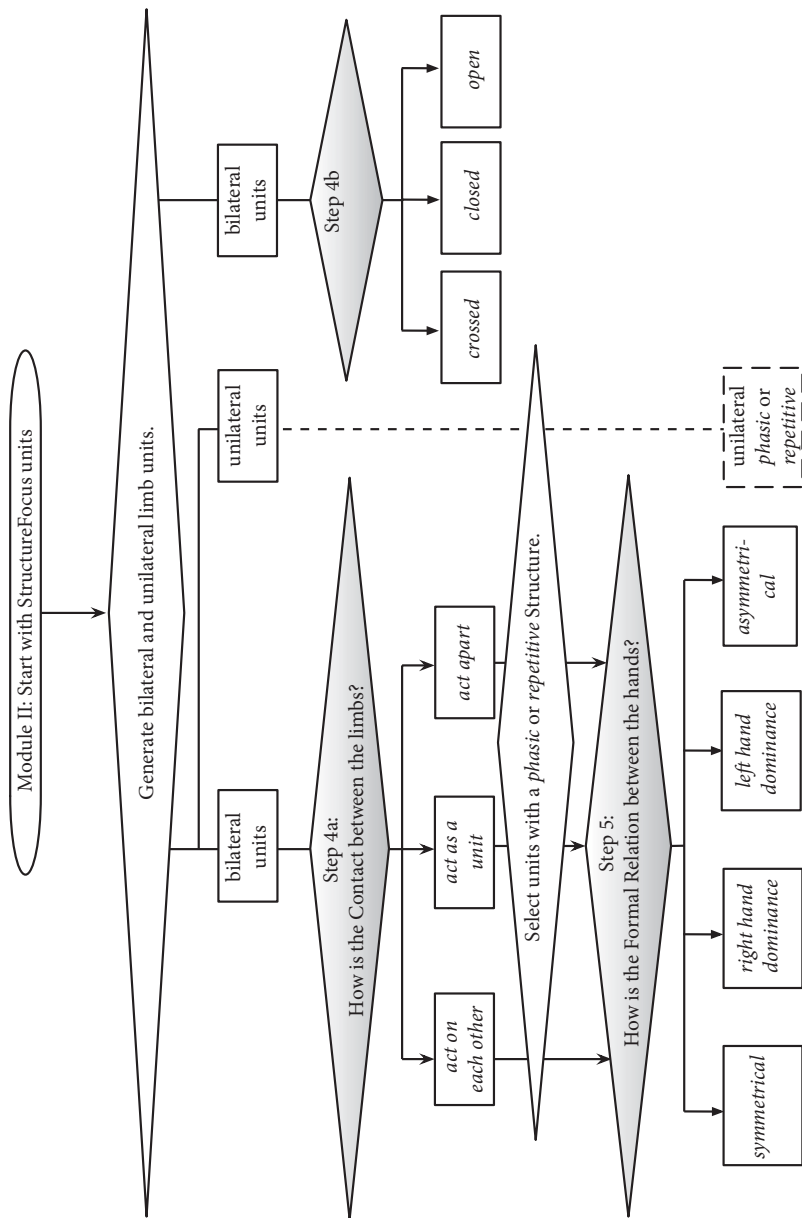 Module II: Start with StructureFocus units
Generate bilateral and unilateral limb units.
bilateral
units
unilateral
units
bilateral
units
Step 4a:
How is the Contact between the limbs?
Step 4b
act on
each other
act as a
unit
act apart
crossed
closed
open
Select units with a phasic or repetitive Structure.
Step 5:
How is the Formal Relation between the hands?
symmetrical
right hand
dominance
left hand
dominance
asymmetri-
cal
unilateral
phasic or
repetitive